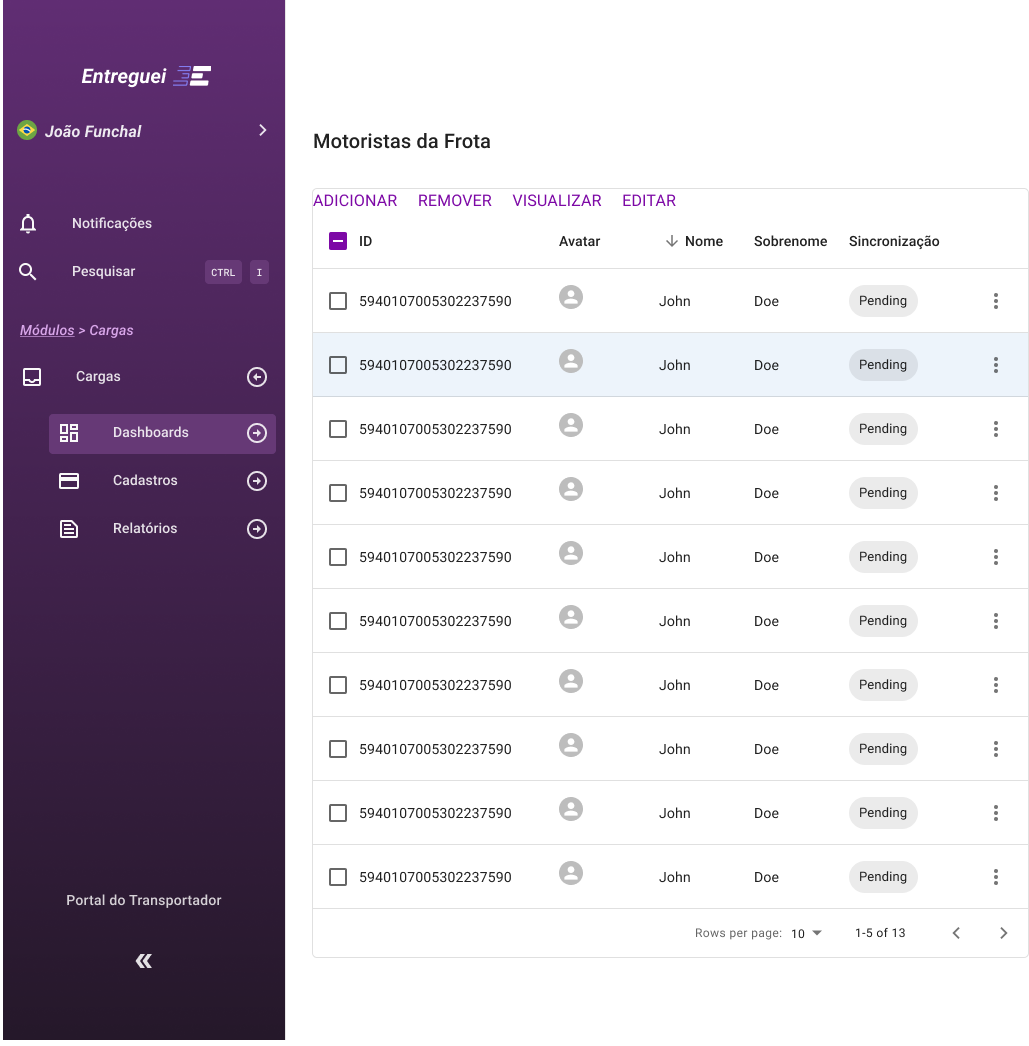 Entreguei
João Funchal
Notificações
Pesquisar CTRL I
Módulos > Cargas
Cargas
Dashboards
Cadastros
Relatórios
Portal do Transportador
Motoristas da Frota
ADICIONAR REMOVER VISUALIZAR EDITAR
ID Avatar Nome Sobrenome Sincronização
5940107005302237590 John Doe Pending
5940107005302237590 John Doe Pending
5940107005302237590 John Doe Pending
5940107005302237590 John Doe Pending
5940107005302237590 John Doe Pending
5940107005302237590 John Doe Pending
5940107005302237590 John Doe Pending
5940107005302237590 John Doe Pending
5940107005302237590 John Doe Pending
5940107005302237590 John Doe Pending
Rows per page: 10 1-5 of 13